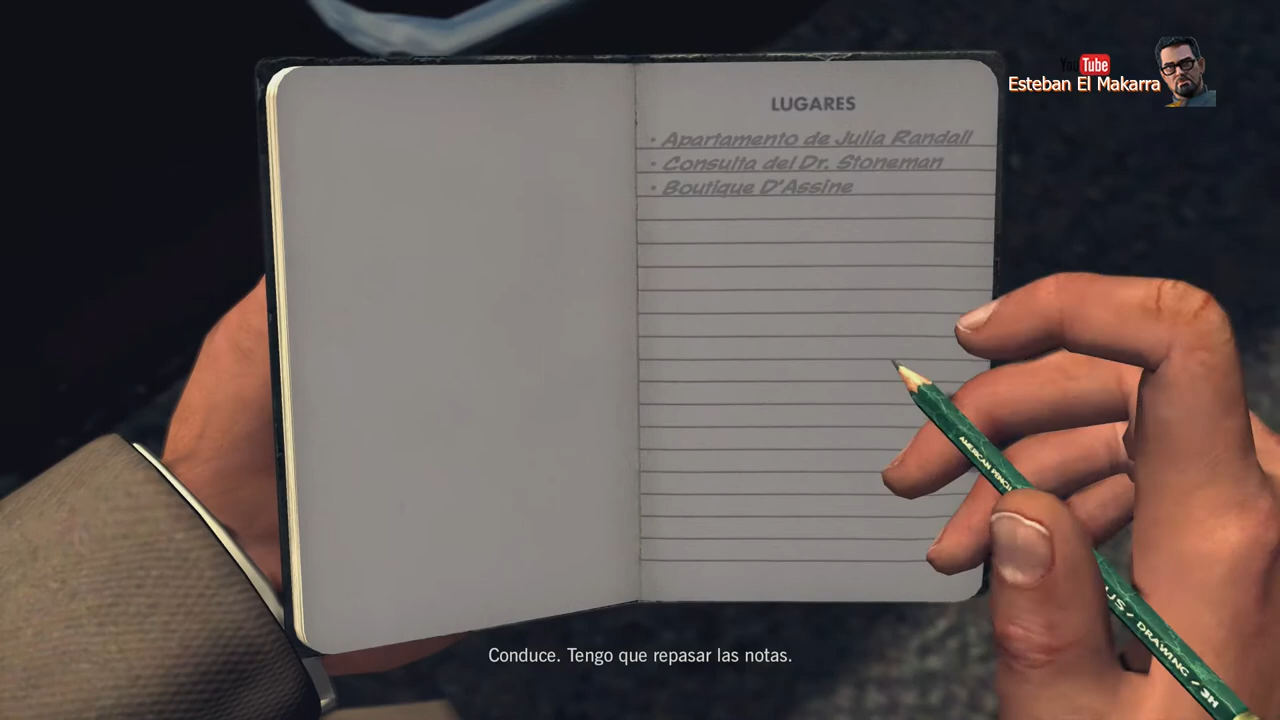 YouTube
Esteban El Makarra
LUGARES
• Apartamento de Julia Randall
• Consulta del Dr. Stoneman
• Boutique D'Assine
AMERICAN PENCIL
US / DRAWING / 3H
Conduce. Tengo que repasar las notas.